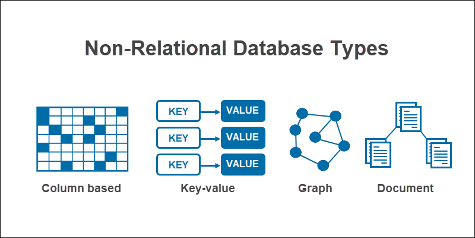 Non-Relational Database Types
KEY VALUE
KEY VALUE
KEY VALUE
Column based Key-value Graph Document